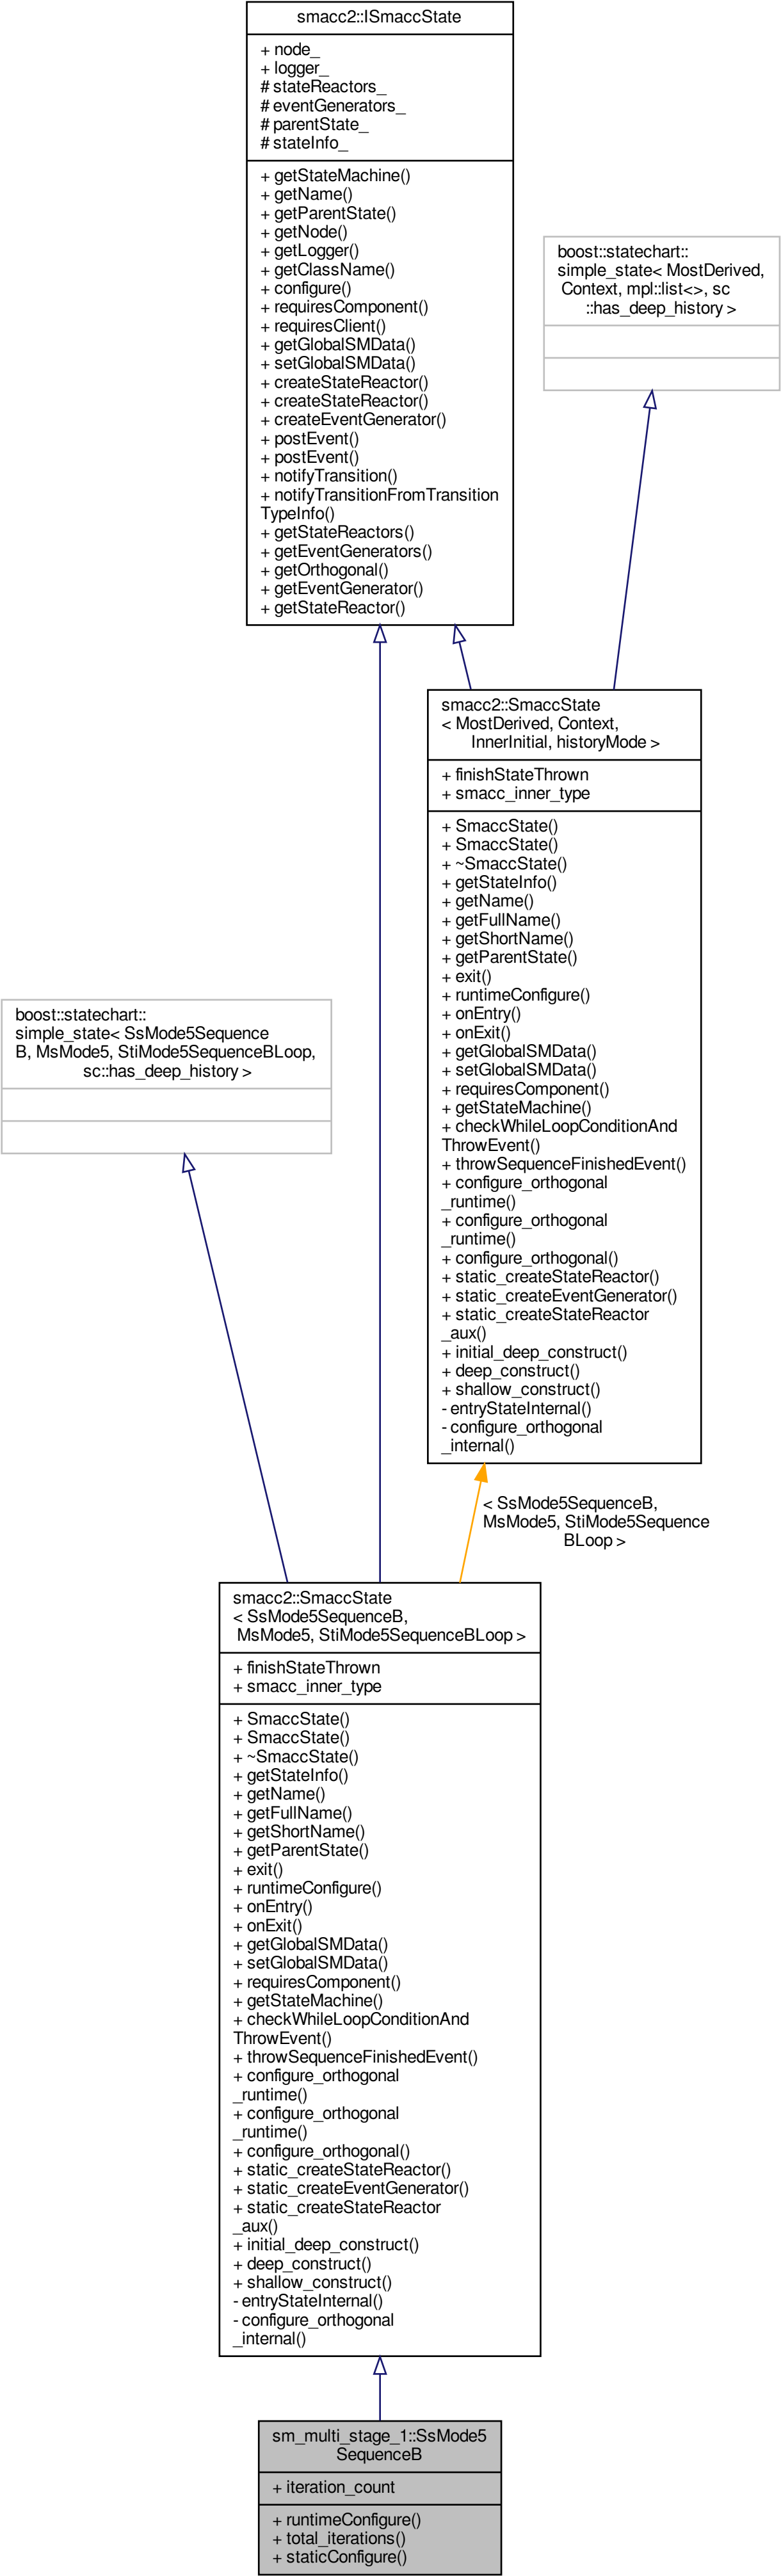 smacc2::ISmaccState
+ node_
+ logger_
# stateReactors_
# eventGenerators_
# parentState_
# stateInfo_
+ getStateMachine()
+ getName()
+ getParentState()
+ getNode()
+ getLogger()
+ getClassName()
+ configure()
+ requiresComponent()
+ requiresClient()
+ getGlobalSMData()
+ setGlobalSMData()
+ createStateReactor()
+ createStateReactor()
+ createEventGenerator()
+ postEvent()
+ postEvent()
+ notifyTransition()
+ notifyTransitionFromTransition
TypeInfo()
+ getStateReactors()
+ getEventGenerators()
+ getOrthogonal()
+ getEventGenerator()
+ getStateReactor()
boost::statechart::
simple_state< MostDerived,
Context, mpl::list<>, sc
::has_deep_history >
smacc2::SmaccState
< MostDerived, Context,
InnerInitial, historyMode >
+ finishStateThrown
+ smacc_inner_type
+ SmaccState()
+ SmaccState()
+ ~SmaccState()
+ getStateInfo()
+ getName()
+ getFullName()
+ getShortName()
+ getParentState()
+ exit()
+ runtimeConfigure()
+ onEntry()
+ onExit()
+ getGlobalSMData()
+ setGlobalSMData()
+ requiresComponent()
+ getStateMachine()
+ checkWhileLoopConditionAnd
ThrowEvent()
+ throwSequenceFinishedEvent()
+ configure_orthogonal
_runtime()
+ configure_orthogonal
_runtime()
+ configure_orthogonal()
+ static_createStateReactor()
+ static_createEventGenerator()
+ static_createStateReactor
_aux()
+ initial_deep_construct()
+ deep_construct()
+ shallow_construct()
- entryStateInternal()
- configure_orthogonal
_internal()
boost::statechart::
simple_state< SsMode5Sequence
B, MsMode5, StiMode5SequenceBLoop,
sc::has_deep_history >
< SsMode5SequenceB,
MsMode5, StiMode5Sequence
BLoop >
smacc2::SmaccState
< SsMode5SequenceB,
MsMode5, StiMode5SequenceBLoop >
+ finishStateThrown
+ smacc_inner_type
+ SmaccState()
+ SmaccState()
+ ~SmaccState()
+ getStateInfo()
+ getName()
+ getFullName()
+ getShortName()
+ getParentState()
+ exit()
+ runtimeConfigure()
+ onEntry()
+ onExit()
+ getGlobalSMData()
+ setGlobalSMData()
+ requiresComponent()
+ getStateMachine()
+ checkWhileLoopConditionAnd
ThrowEvent()
+ throwSequenceFinishedEvent()
+ configure_orthogonal
_runtime()
+ configure_orthogonal
_runtime()
+ configure_orthogonal()
+ static_createStateReactor()
+ static_createEventGenerator()
+ static_createStateReactor
_aux()
+ initial_deep_construct()
+ deep_construct()
+ shallow_construct()
- entryStateInternal()
- configure_orthogonal
_internal()
sm_multi_stage_1::SsMode5
SequenceB
+ iteration_count
+ runtimeConfigure()
+ total_iterations()
+ staticConfigure()